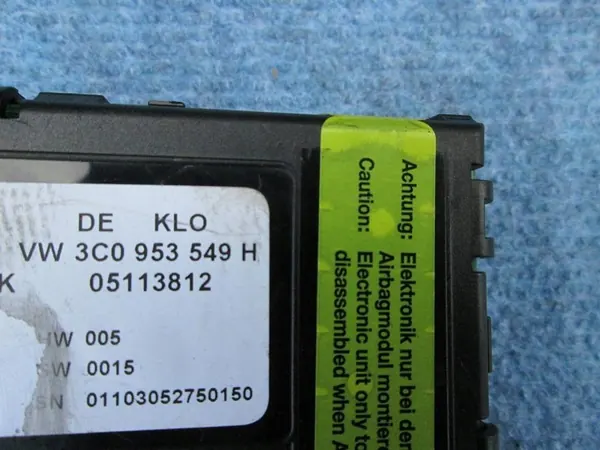 DE KLO
VW 3C0 953 549 H
K 05113812
HW 005
SW 0015
SN 01103052750150
Achtung: Elektronik nur bei der
Airbagmodul montiere
Caution: Electronic unit only to
disassembled when A